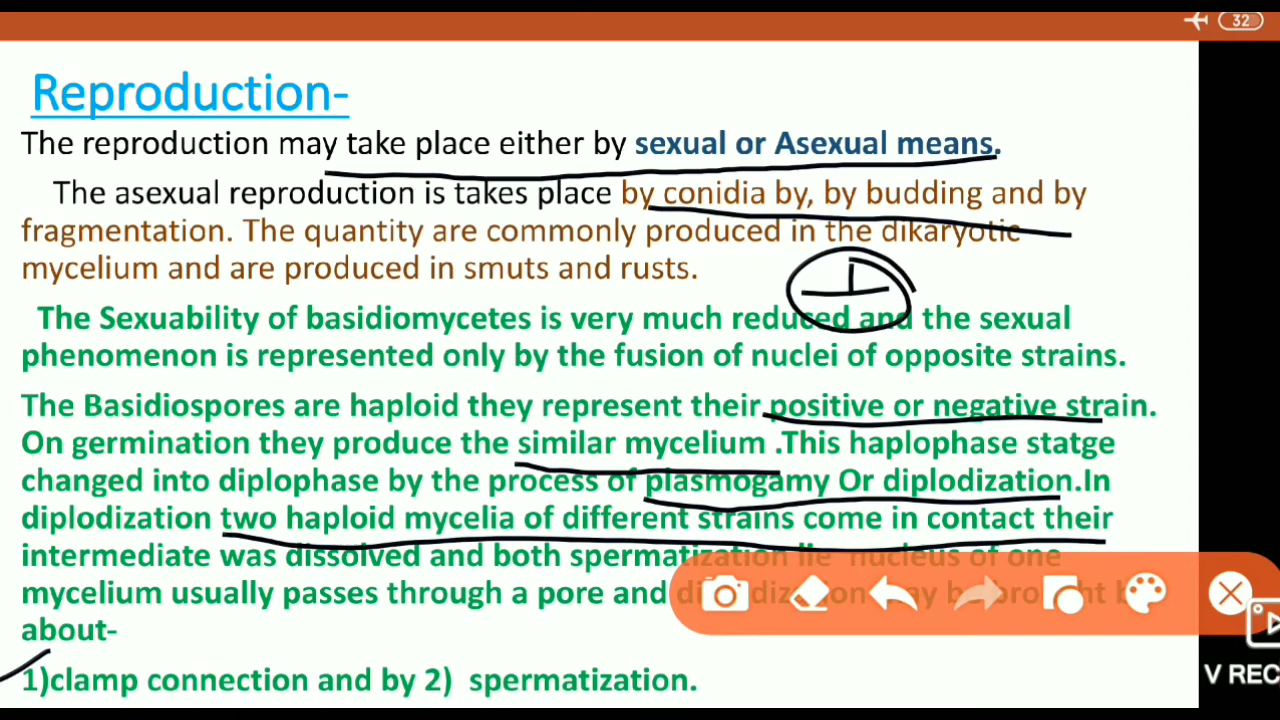 32
Reproduction-
The reproduction may take place either by sexual or Asexual means.
The asexual reproduction is takes place by conidia by, by budding and by
fragmentation. The quantity are commonly produced in the dikaryotic
mycelium and are produced in smuts and rusts.
The Sexuability of basidiomycetes is very much reduced and the sexual
phenomenon is represented only by the fusion of nuclei of opposite strains.
The Basidiospores are haploid they represent their positive or negative strain.
On germination they produce the similar mycelium .This haplophase statge
changed into diplophase by the process of plasmogamy Or diplodization.In
diplodization two haploid mycelia of different strains come in contact their
intermediate was dissolved and both spermatization lie nucleus of one
mycelium usually passes through a pore and may
about-
1)clamp connection and by 2) spermatization.
V REC